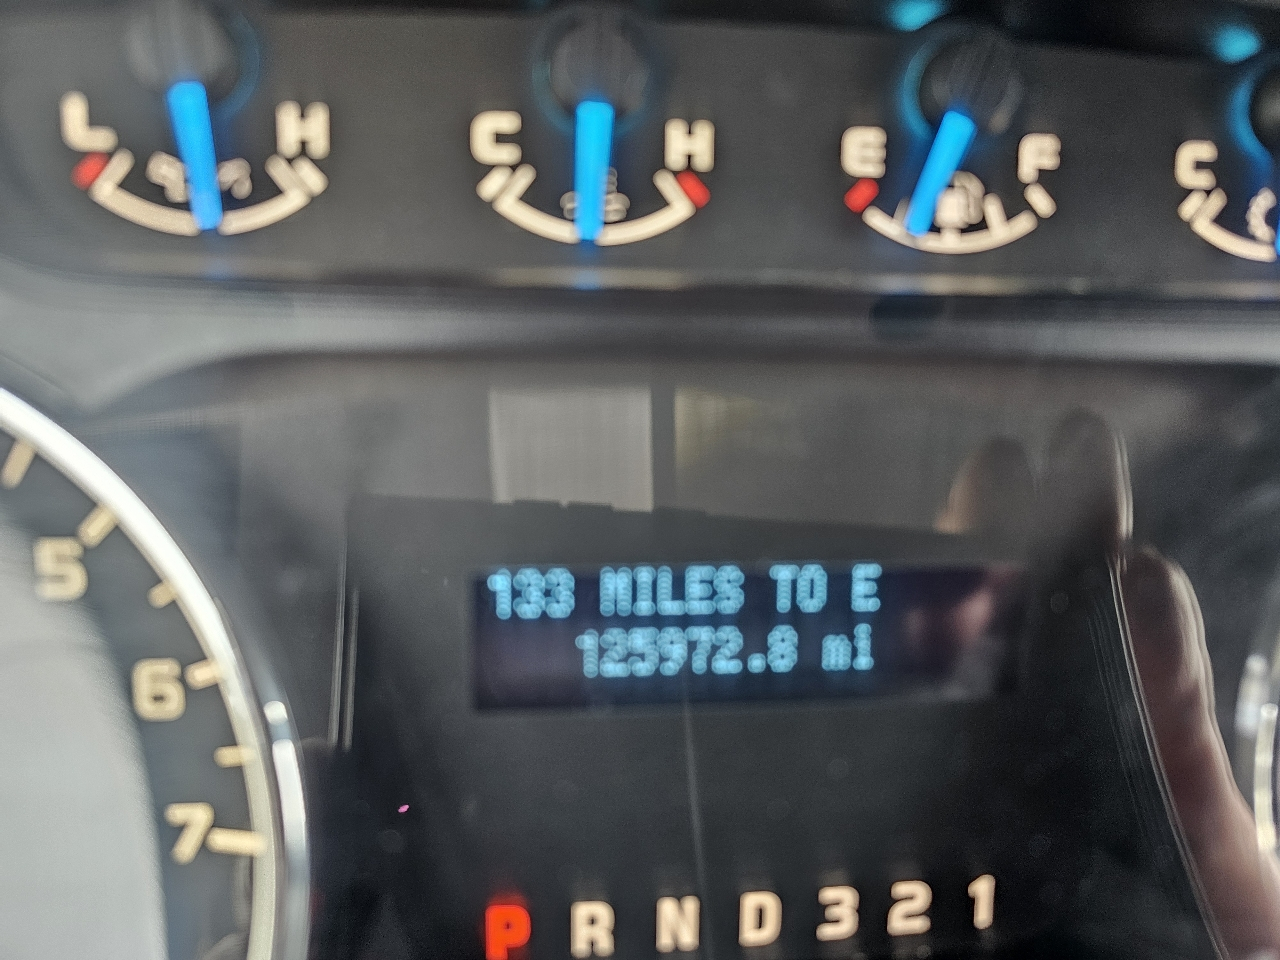 L H C H E F C
133 MILES TO E
125972.8 mi
5
6
7
P R N D 3 2 1